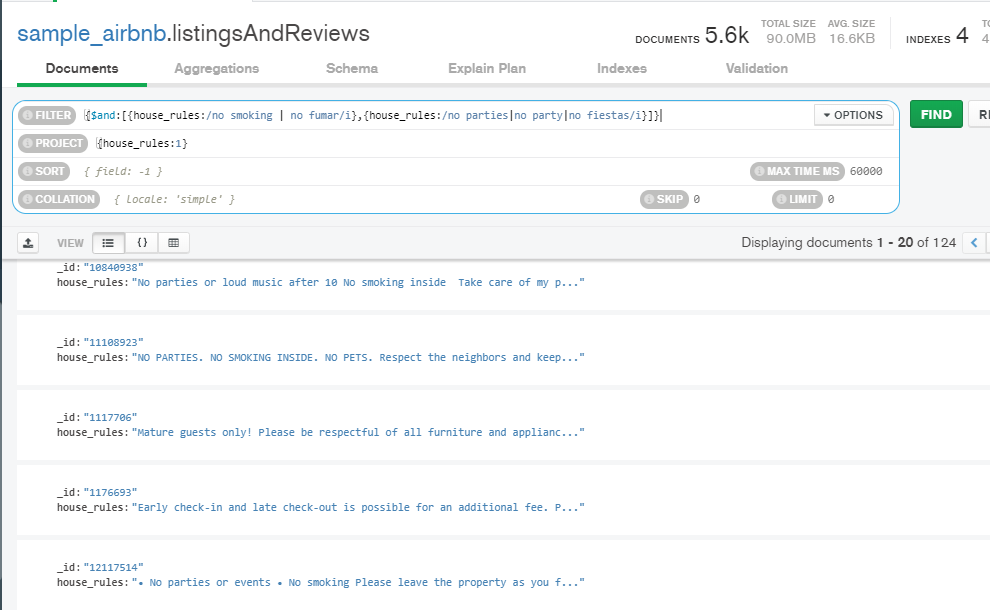 sample_airbnb.listingsAndReviews
DOCUMENTS 5.6k TOTAL SIZE 90.0MB AVG. SIZE 16.6KB INDEXES 4
Documents Aggregations Schema Explain Plan Indexes Validation
FILTER {$and:[{house_rules:/no smoking | no fumar/i},{house_rules:/no parties|no party|no fiestas/i}]} OPTIONS FIND
PROJECT {house_rules:1}
SORT { field: -1 } MAX TIME MS 60000
COLLATION { locale: 'simple' } SKIP 0 LIMIT 0
VIEW {} Displaying documents 1 - 20 of 124 <
_id:"10840938"
house_rules:"No parties or loud music after 10 No smoking inside  Take care of my p..."
_id:"11108923"
house_rules:"NO PARTIES. NO SMOKING INSIDE. NO PETS. Respect the neighbors and keep..."
_id:"1117706"
house_rules:"Mature guests only! Please be respectful of all furniture and applianc..."
_id:"1176693"
house_rules:"Early check-in and late check-out is possible for an additional fee. P..."
_id:"12117514"
house_rules:"• No parties or events • No smoking Please leave the property as you f..."